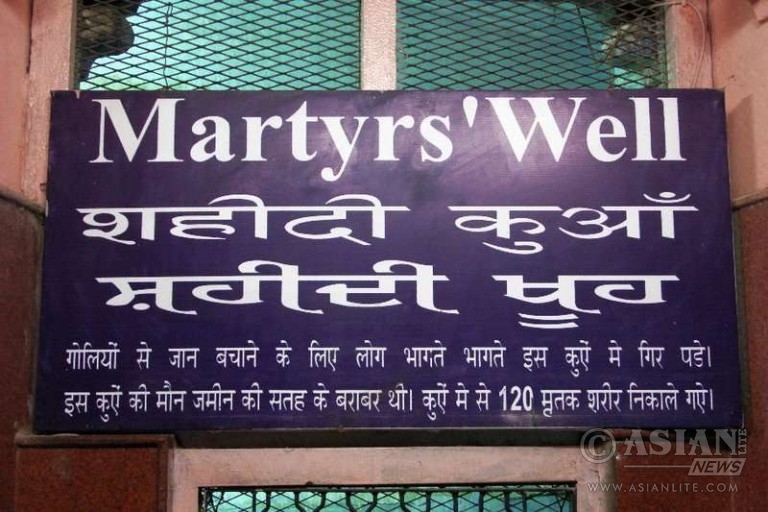 Martyrs' Well
शहीदी कुआँ
ਸ਼ਹੀਦੀ ਖੂਹ
गोलियों से जान बचाने के लिए लोग भागते भागते इस कुऐं मे गिर पडे।
इस कुऐं की मौन जमीन की सतह के बराबर थी। कुऐं मे से 120 मृतक शरीर निकाले गऐ।
© ASIAN LITE
NEWS
WWW.ASIANLITE.COM